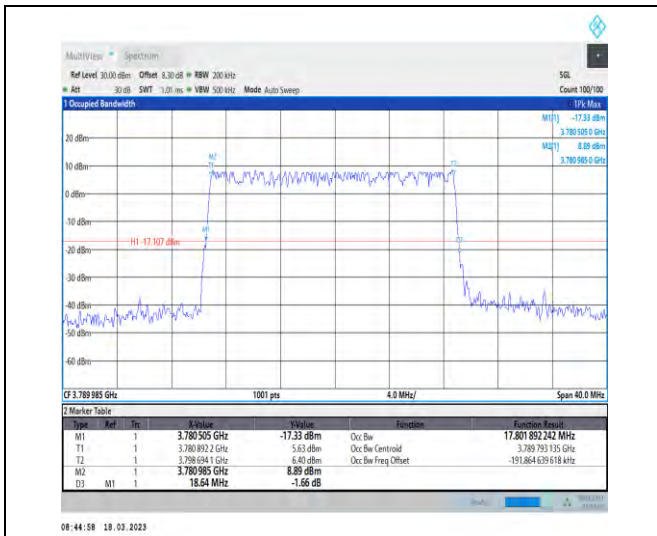 MultiView Spectrum
Ref Level 30.00 dBm Offset 8.30 dB RBW 200 kHz SGL
Att 30 dB SWT 1.01 ms VBW 500 kHz Mode Auto Sweep Count 100/100
1 Occupied Bandwidth 1Pk Max
M1[1] -17.33 dBm
3.780 505 0 GHz
M2[1] 8.89 dBm
3.780 985 0 GHz
20 dBm
M2
T1 T2
10 dBm
0 dBm
-10 dBm
M1
H1 -17.107 dBm
-20 dBm
-30 dBm
-40 dBm
-50 dBm
-60 dBm
CF 3.789 985 GHz 1001 pts 4.0 MHz/ Span 40.0 MHz
2 Marker Table
Type Ref Trc X-Value Y-Value Function Function Result
M1 1 3.780 505 GHz -17.33 dBm Occ Bw 17.801 892 242 MHz
T1 1 3.780 892 2 GHz 5.63 dBm Occ Bw Centroid 3.789 793 135 GHz
T2 1 3.798 694 1 GHz 6.40 dBm Occ Bw Freq Offset -191.864 639 618 kHz
M2 1 3.780 985 GHz 8.89 dBm
D3 M1 1 18.64 MHz -1.66 dB
08:44:58 18.03.2023